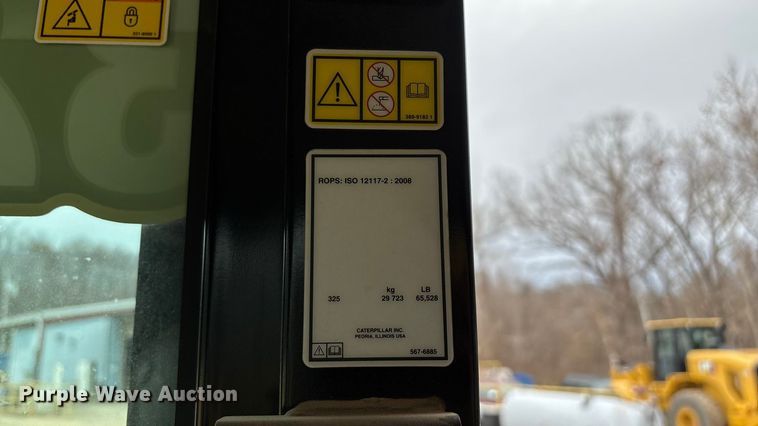 389-9182 1
ROPS: ISO 12117-2 : 2008
kg LB
325 29 723 65,528
CATERPILLAR INC.
PEORIA, ILLINOIS USA
567-6885
Purple Wave Auction